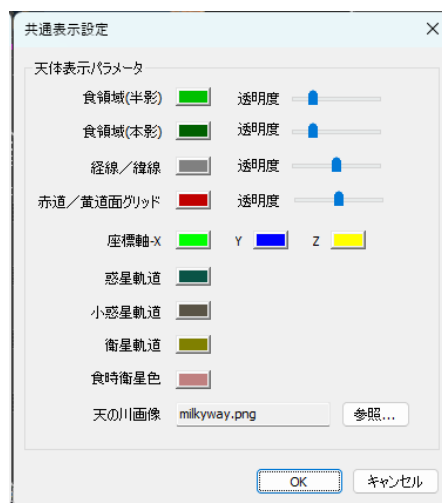 共通表示設定
天体表示パラメータ
食領域(半影) 透明度
食領域(本影) 透明度
経線／緯線 透明度
赤道／黄道面グリッド 透明度
座標軸-X Y Z
惑星軌道
小惑星軌道
衛星軌道
食時衛星色
天の川画像 milkyway.png 参照...
OK キャンセル